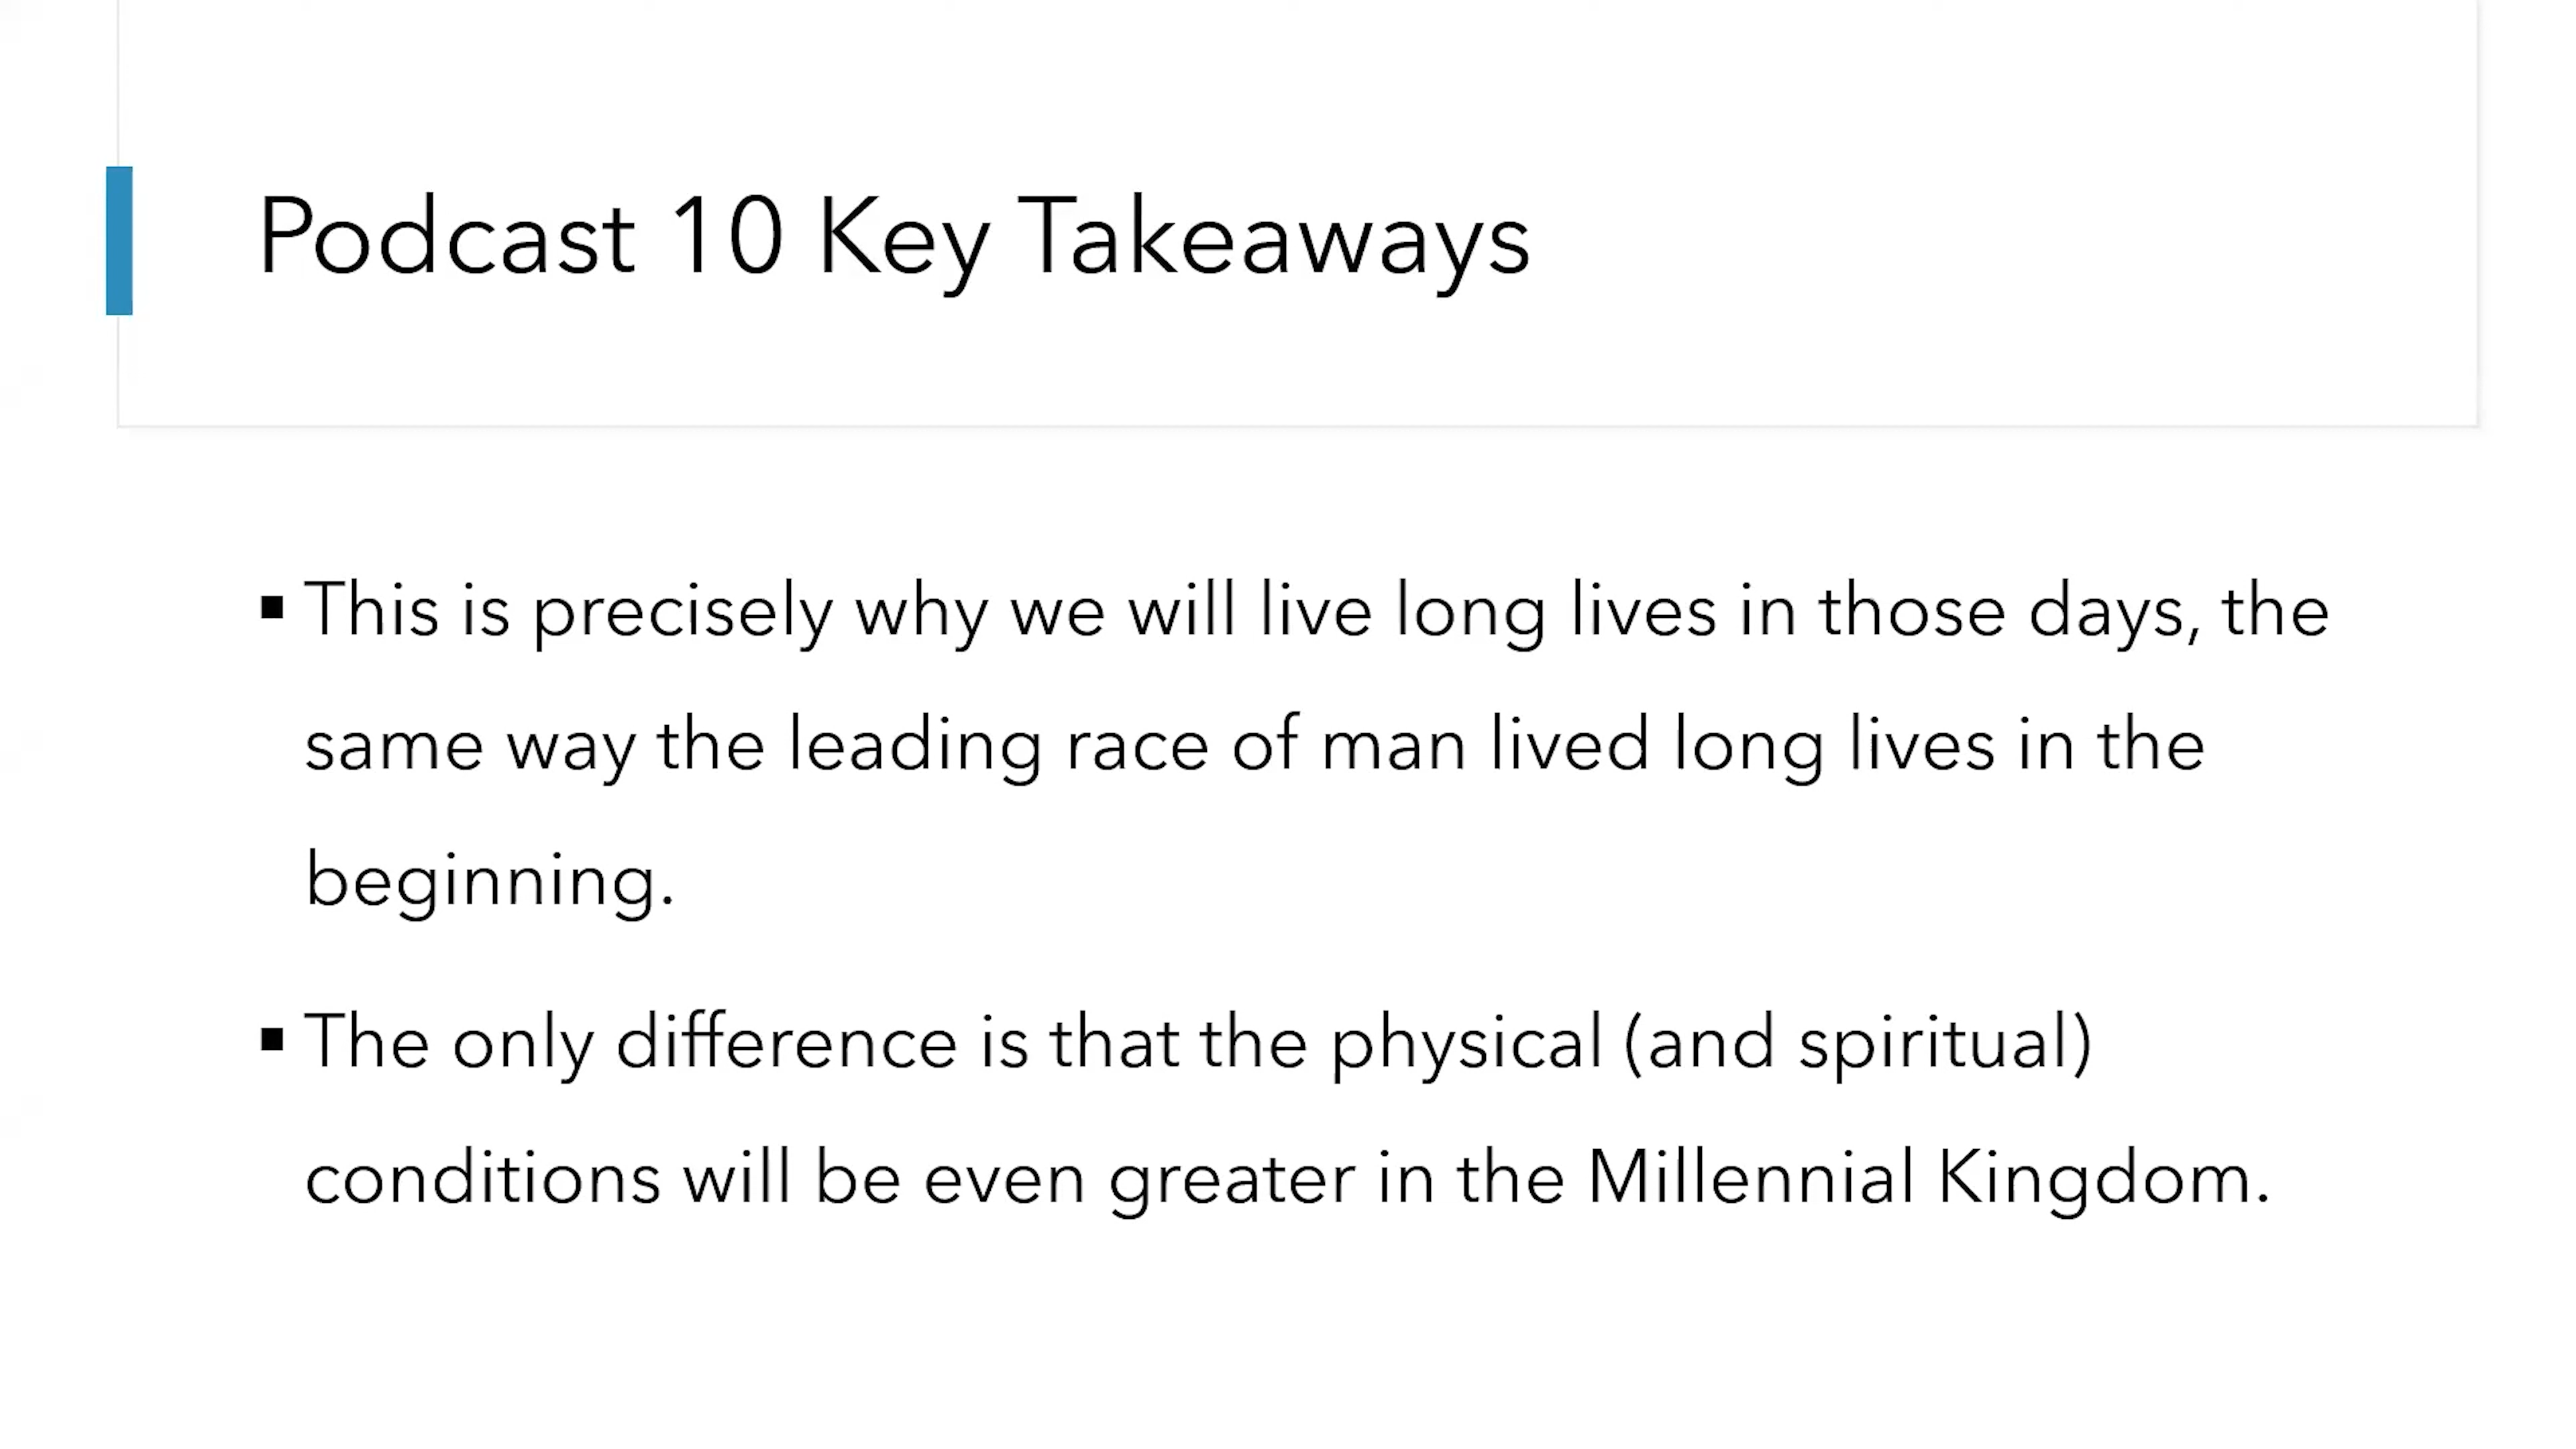 Podcast 10 Key Takeaways
▪ This is precisely why we will live long lives in those days, the
same way the leading race of man lived long lives in the
beginning.
▪ The only difference is that the physical (and spiritual)
conditions will be even greater in the Millennial Kingdom.